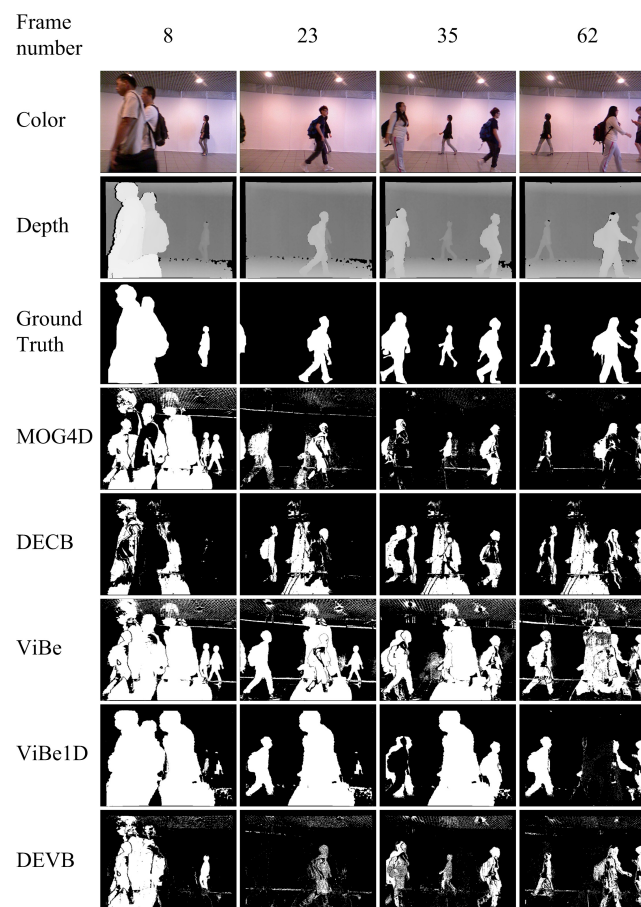 Frame
number
8
23
35
62
Color
Depth
Ground
Truth
MOG4D
DECB
ViBe
ViBe1D
DEVB